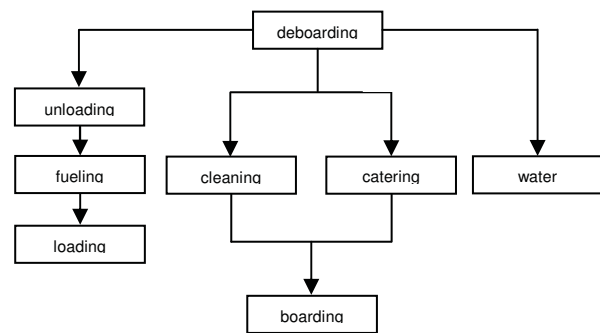 deboarding
unloading
fueling
cleaning
catering
water
loading
boarding